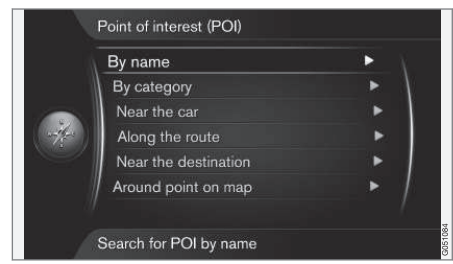 Point of interest (POI)
By name
By category
Near the car
Along the route
Near the destination
Around point on map
Search for POI by name
G051084